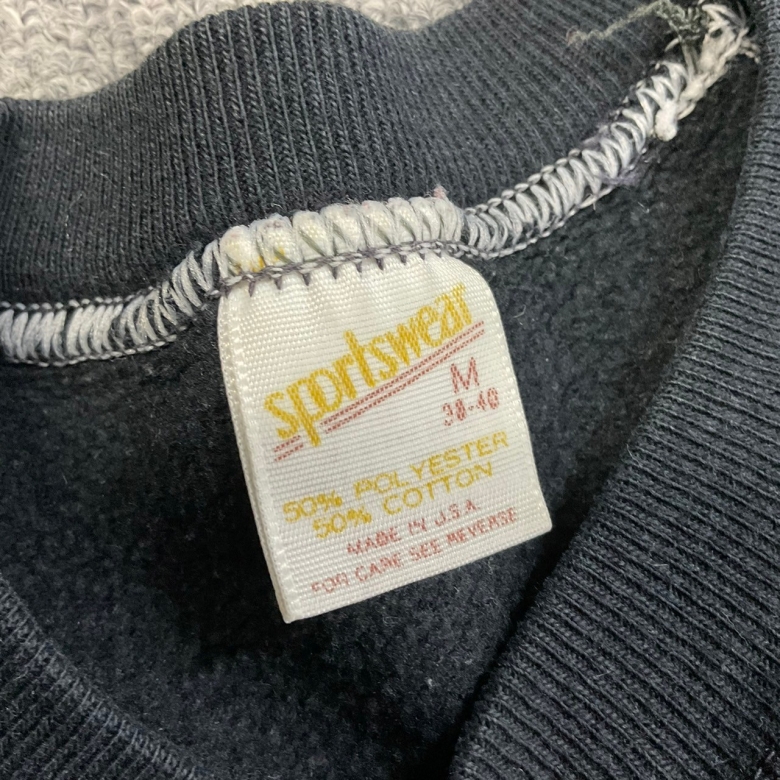 sportswear
M
38-40
50% POLYESTER
50% COTTON
MADE IN U.S.A.
FOR CARE SEE REVERSE